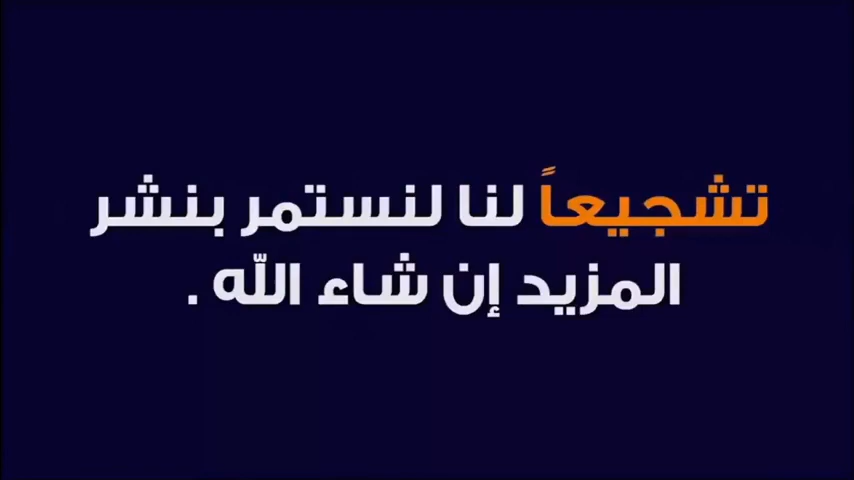 تشجيعاً لنا لنستمر بنشر
المزيد إن شاء الله .